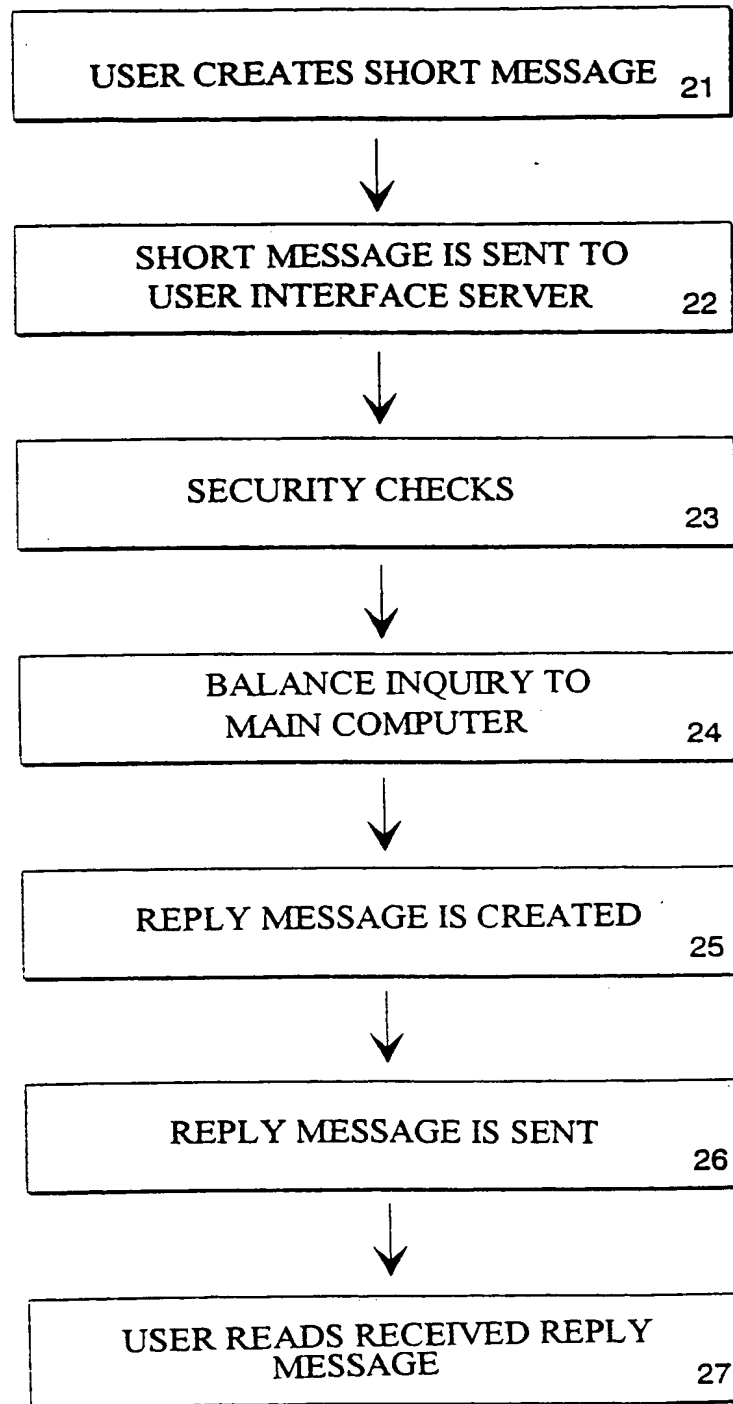 USER CREATES SHORT MESSAGE 21
SHORT MESSAGE IS SENT TO
USER INTERFACE SERVER 22
SECURITY CHECKS
23
BALANCE INQUIRY TO
MAIN COMPUTER 24
REPLY MESSAGE IS CREATED
25
REPLY MESSAGE IS SENT
26
USER READS RECEIVED REPLY
MESSAGE 27